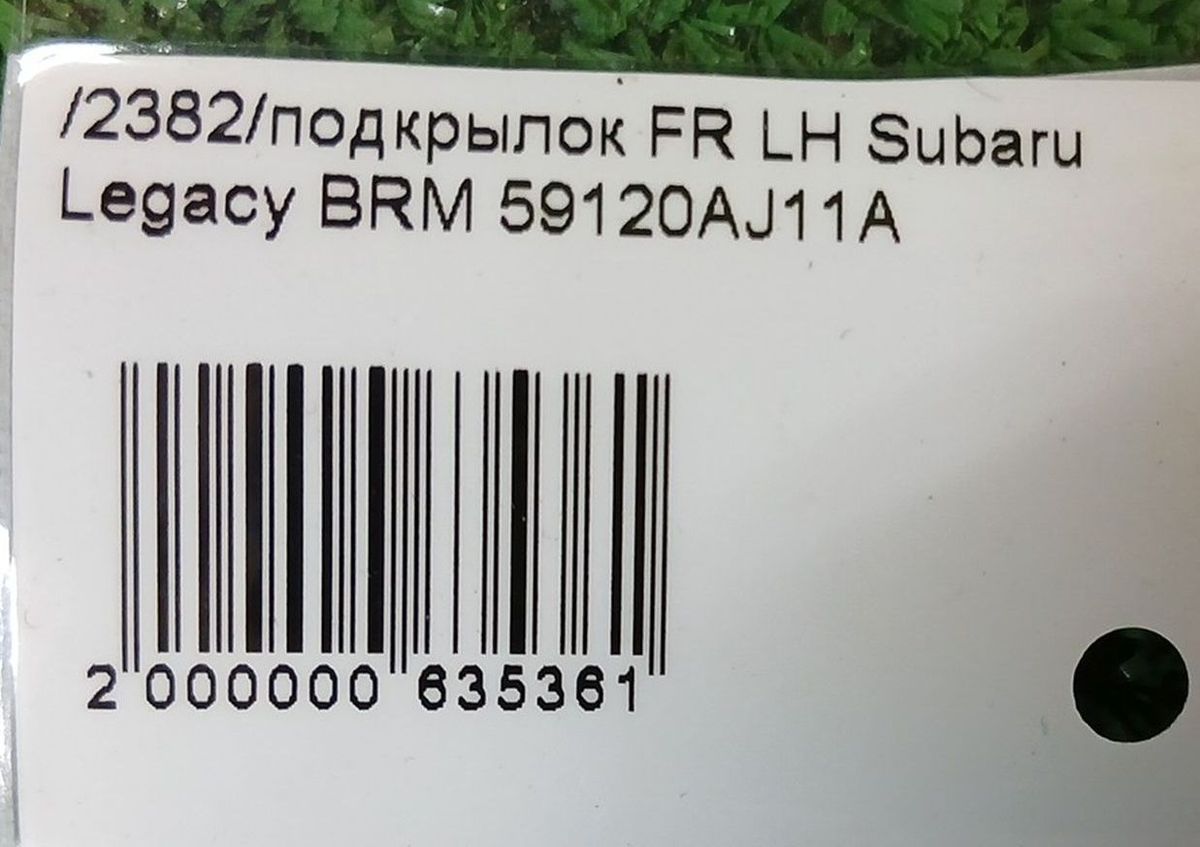 /2382/подкрылок FR LH Subaru
Legacy BRM 59120AJ11A
2 000000 635361